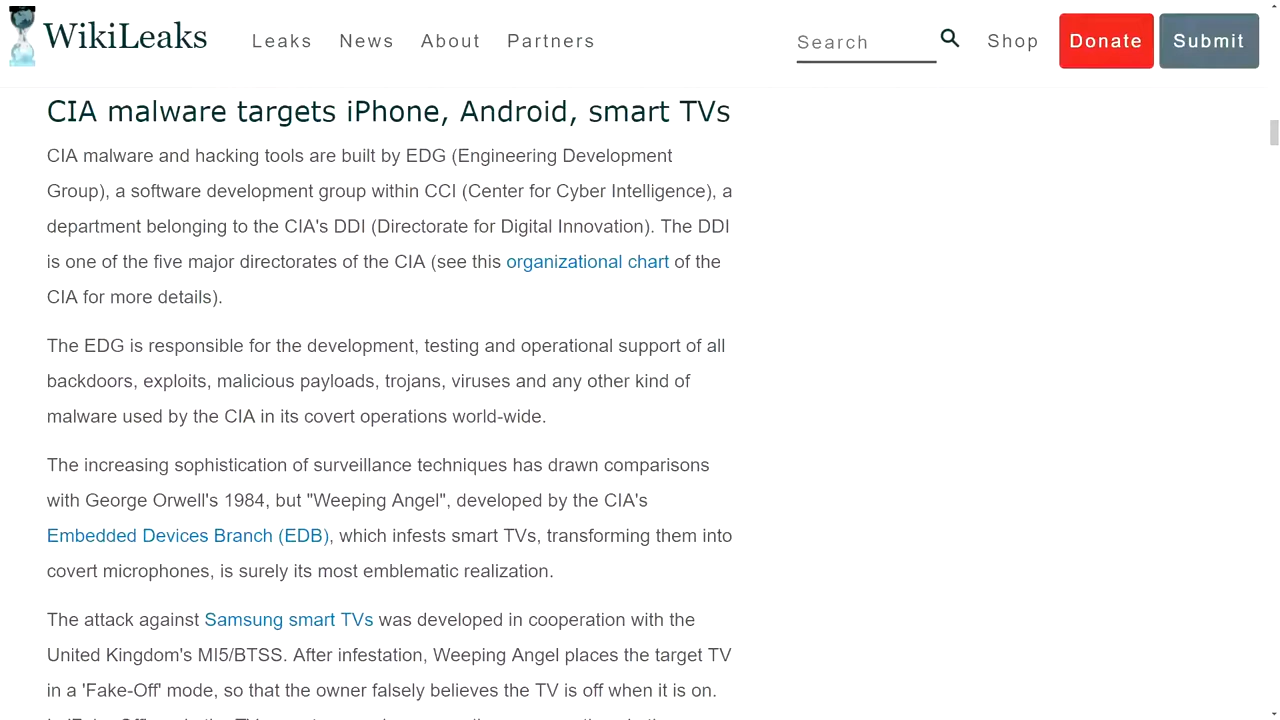 WikiLeaks
Leaks News About Partners
Search
Shop
Donate
Submit
CIA malware targets iPhone, Android, smart TVs
CIA malware and hacking tools are built by EDG (Engineering Development
Group), a software development group within CCI (Center for Cyber Intelligence), a
department belonging to the CIA's DDI (Directorate for Digital Innovation). The DDI
is one of the five major directorates of the CIA (see this organizational chart of the
CIA for more details).
The EDG is responsible for the development, testing and operational support of all
backdoors, exploits, malicious payloads, trojans, viruses and any other kind of
malware used by the CIA in its covert operations world-wide.
The increasing sophistication of surveillance techniques has drawn comparisons
with George Orwell's 1984, but "Weeping Angel", developed by the CIA's
Embedded Devices Branch (EDB), which infests smart TVs, transforming them into
covert microphones, is surely its most emblematic realization.
The attack against Samsung smart TVs was developed in cooperation with the
United Kingdom's MI5/BTSS. After infestation, Weeping Angel places the target TV
in a 'Fake-Off' mode, so that the owner falsely believes the TV is off when it is on.